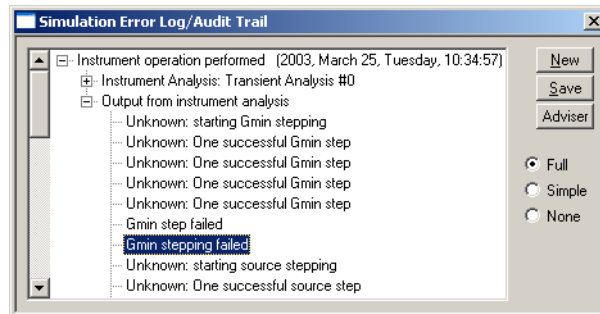 Simulation Error Log/Audit Trail
Instrument operation performed (2003, March 25, Tuesday, 10:34:57)
Instrument Analysis: Transient Analysis #0
Output from instrument analysis
Unknown: starting Gmin stepping
Unknown: One successful Gmin step
Unknown: One successful Gmin step
Unknown: One successful Gmin step
Unknown: One successful Gmin step
Gmin step failed
Gmin stepping failed
Unknown: starting source stepping
Unknown: One successful source step
New
Save
Adviser
Full
Simple
None